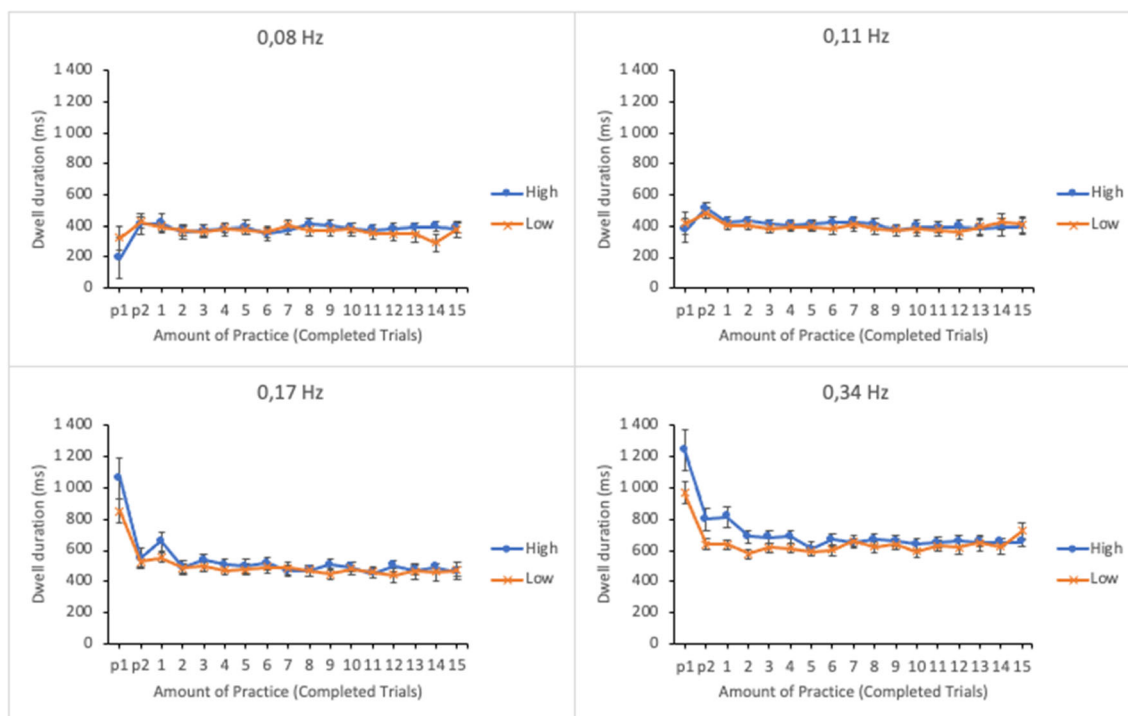 0,08 Hz
1 400
1 200
1 000
800
600
400
200
0
Dwell duration (ms)
p1 p2 1 2 3 4 5 6 7 8 9 10 11 12 13 14 15
Amount of Practice (Completed Trials)
High
Low
0,11 Hz
1 400
1 200
1 000
800
600
400
200
0
Dwell duration (ms)
p1 p2 1 2 3 4 5 6 7 8 9 10 11 12 13 14 15
Amount of Practice (Completed Trials)
High
Low
0,17 Hz
1 400
1 200
1 000
800
600
400
200
0
Dwell duration (ms)
p1 p2 1 2 3 4 5 6 7 8 9 10 11 12 13 14 15
Amount of Practice (Completed Trials)
High
Low
0,34 Hz
1 400
1 200
1 000
800
600
400
200
0
Dwell duration (ms)
p1 p2 1 2 3 4 5 6 7 8 9 10 11 12 13 14 15
Amount of Practice (Completed Trials)
High
Low